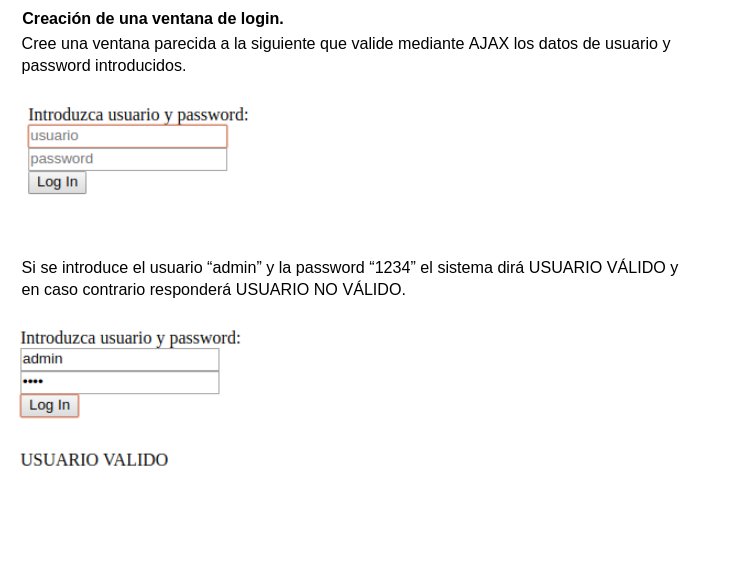 Creación de una ventana de login.
Cree una ventana parecida a la siguiente que valide mediante AJAX los datos de usuario y
password introducidos.
Introduzca usuario y password:
usuario
password
Log In
Si se introduce el usuario “admin” y la password “1234” el sistema dirá USUARIO VÁLIDO y
en caso contrario responderá USUARIO NO VÁLIDO.
Introduzca usuario y password:
admin
••••
Log In
USUARIO VALIDO